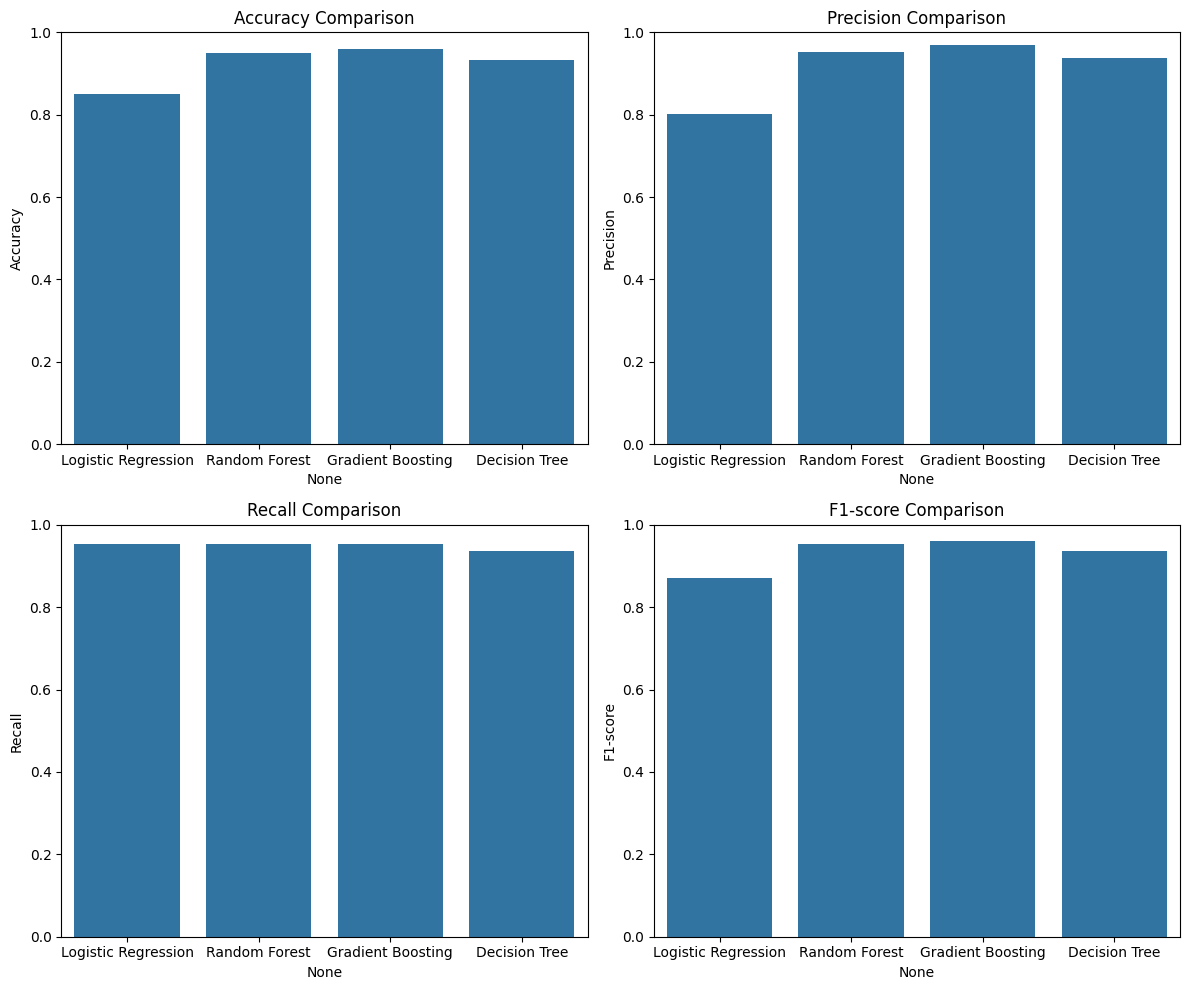 Accuracy Comparison
1.0
0.8
0.6
0.4
0.2
0.0
Accuracy
Logistic Regression Random Forest Gradient Boosting Decision Tree
None
Precision Comparison
1.0
0.8
0.6
0.4
0.2
0.0
Precision
Logistic Regression Random Forest Gradient Boosting Decision Tree
None
Recall Comparison
1.0
0.8
0.6
0.4
0.2
0.0
Recall
Logistic Regression Random Forest Gradient Boosting Decision Tree
None
F1-score Comparison
1.0
0.8
0.6
0.4
0.2
0.0
F1-score
Logistic Regression Random Forest Gradient Boosting Decision Tree
None